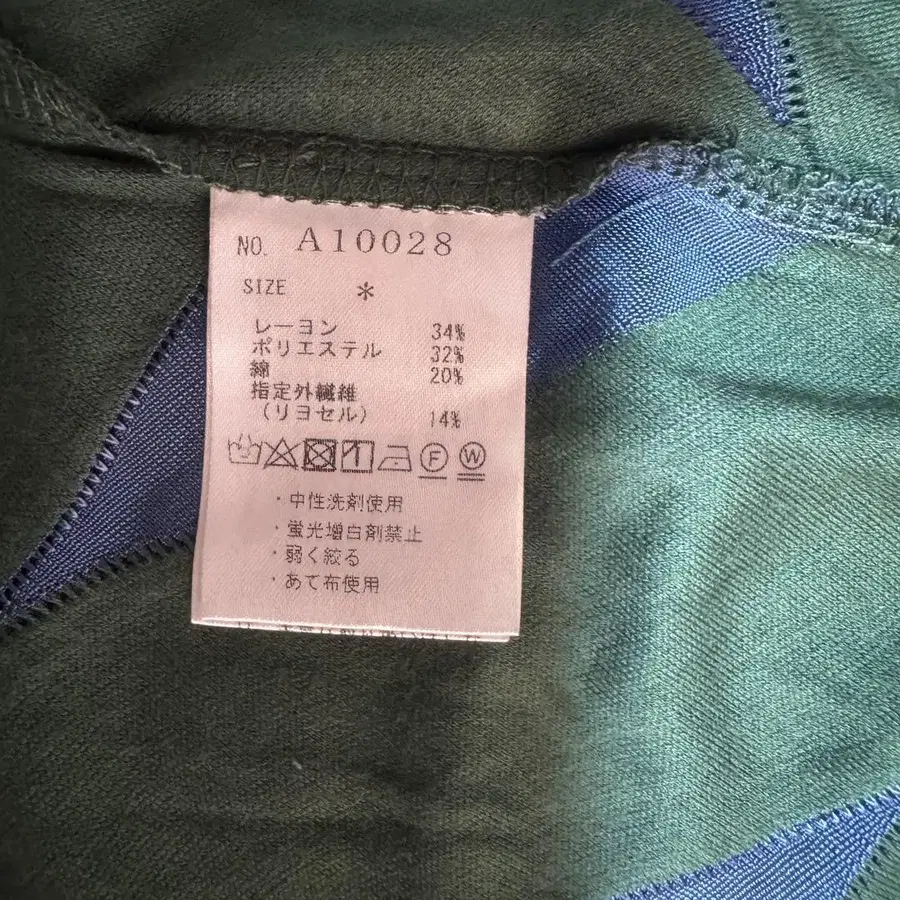 NO. A10028
SIZE *
レーヨン 34%
ポリエステル 32%
綿 20%
指定外繊維
(リヨセル) 14%
F W
・中性洗剤使用
・蛍光増白剤禁止
・弱く絞る
・あて布使用